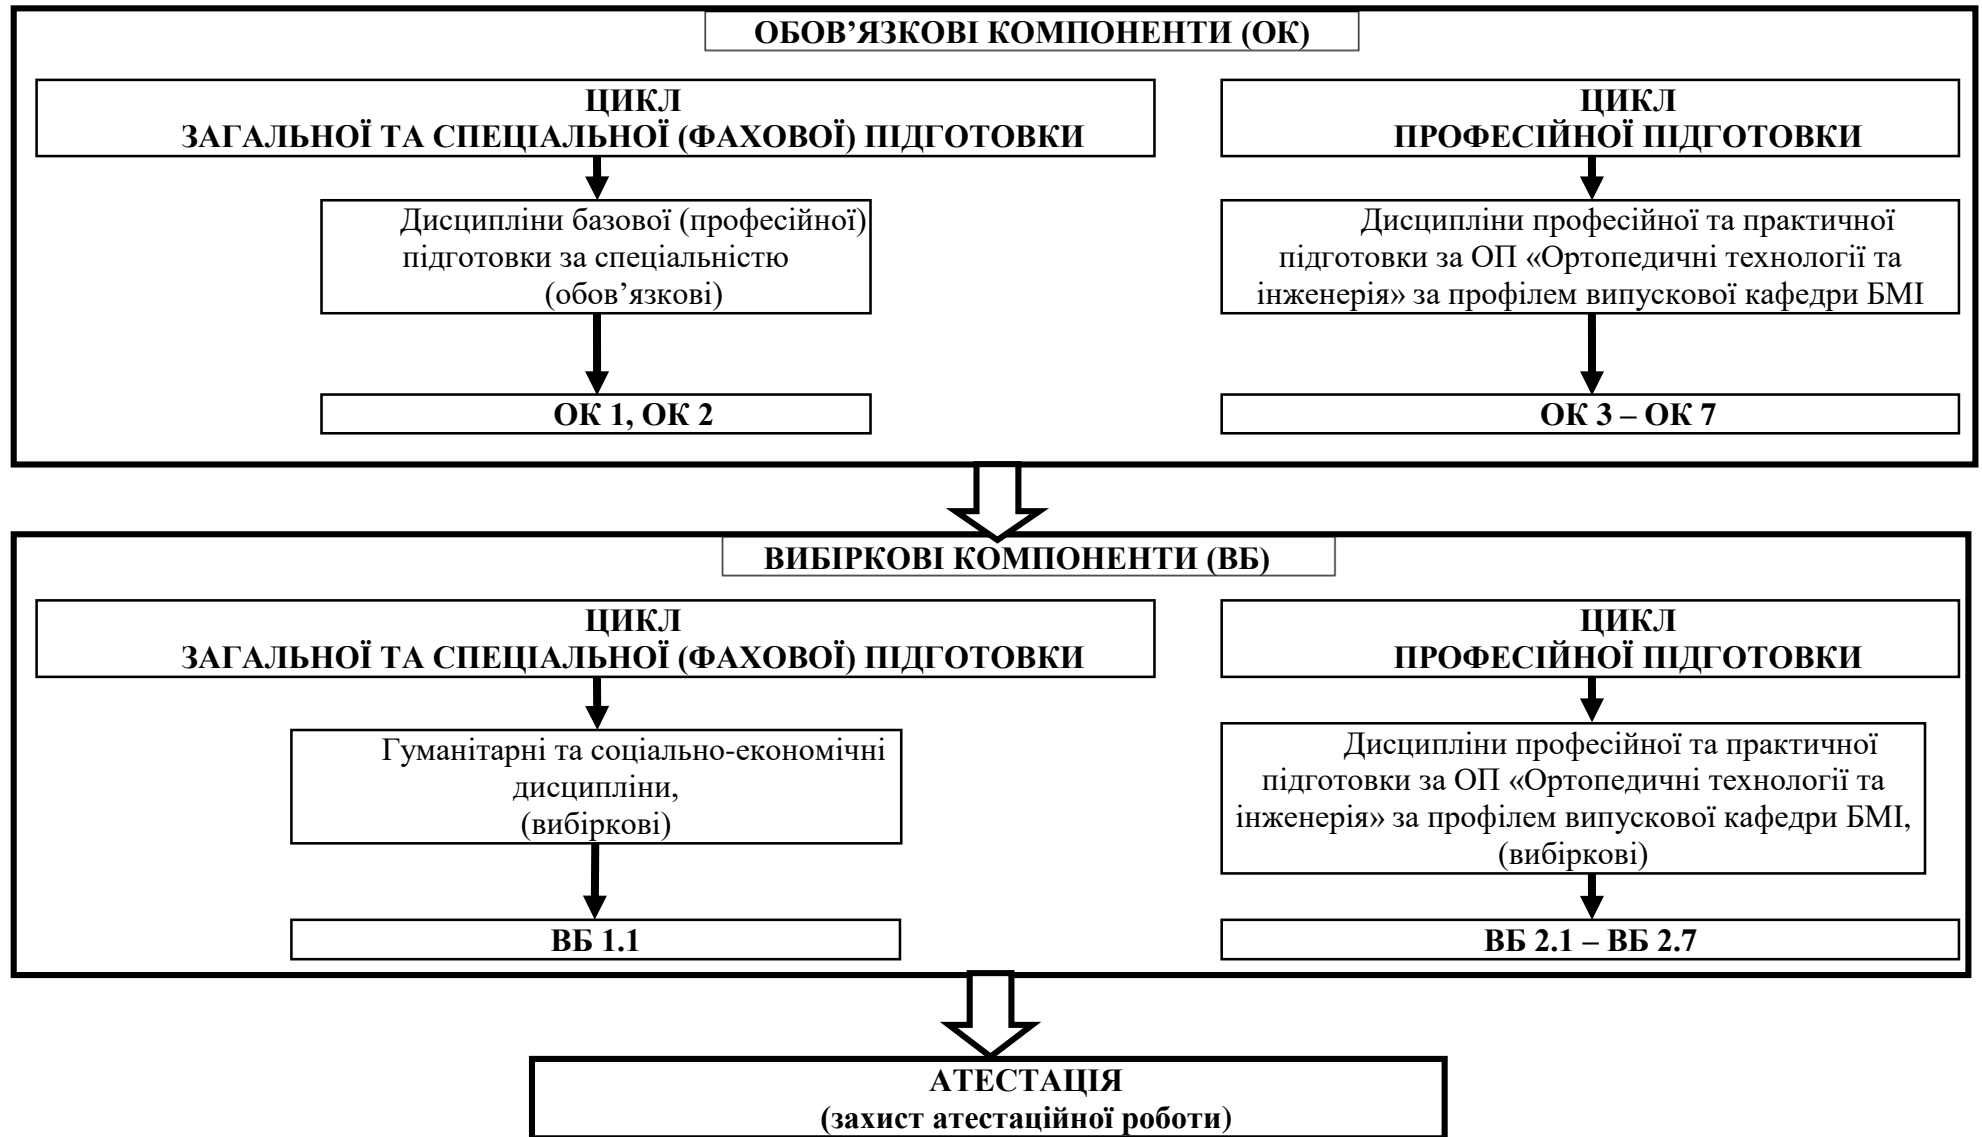 ОБОВ’ЯЗКОВІ КОМПОНЕНТИ (ОК)
ЦИКЛ
ЗАГАЛЬНОЇ ТА СПЕЦІАЛЬНОЇ (ФАХОВОЇ) ПІДГОТОВКИ
Дисципліни базової (професійної)
підготовки за спеціальністю
(обов’язкові)
ОК 1, ОК 2
ЦИКЛ
ПРОФЕСІЙНОЇ ПІДГОТОВКИ
Дисципліни професійної та практичної
підготовки за ОП «Ортопедичні технології та
інженерія» за профілем випускової кафедри БМІ
ОК 3 – ОК 7
ВИБІРКОВІ КОМПОНЕНТИ (ВБ)
ЦИКЛ
ЗАГАЛЬНОЇ ТА СПЕЦІАЛЬНОЇ (ФАХОВОЇ) ПІДГОТОВКИ
Гуманітарні та соціально-економічні
дисципліни,
(вибіркові)
ВБ 1.1
ЦИКЛ
ПРОФЕСІЙНОЇ ПІДГОТОВКИ
Дисципліни професійної та практичної
підготовки за ОП «Ортопедичні технології та
інженерія» за профілем випускової кафедри БМІ,
(вибіркові)
ВБ 2.1 – ВБ 2.7
АТЕСТАЦІЯ
(захист атестаційної роботи)